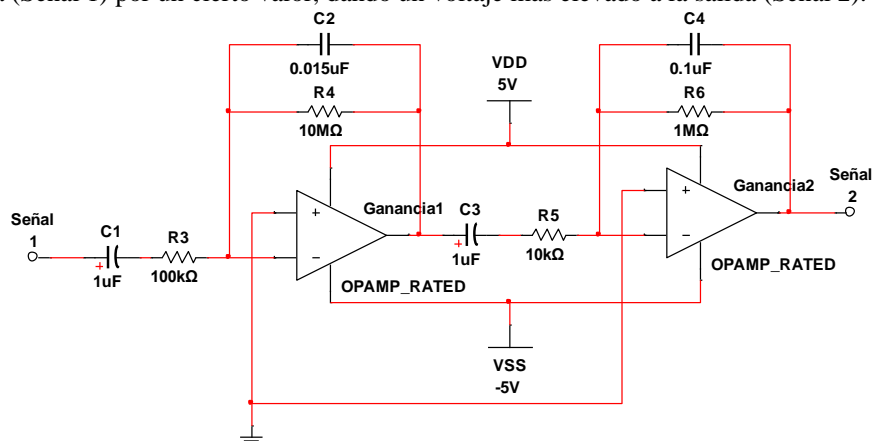 (Señal 1) por un cierto valor, dando un voltaje mas elevado a la salida (Señal 2).
C2
0.015uF
R4
10MΩ
VDD
5V
C4
0.1uF
R6
1MΩ
Señal
1
C1
+
1uF
R3
100kΩ
+
−
Ganancia1
OPAMP_RATED
C3
+
1uF
R5
10kΩ
+
−
Ganancia2
OPAMP_RATED
Señal
2
VSS
-5V